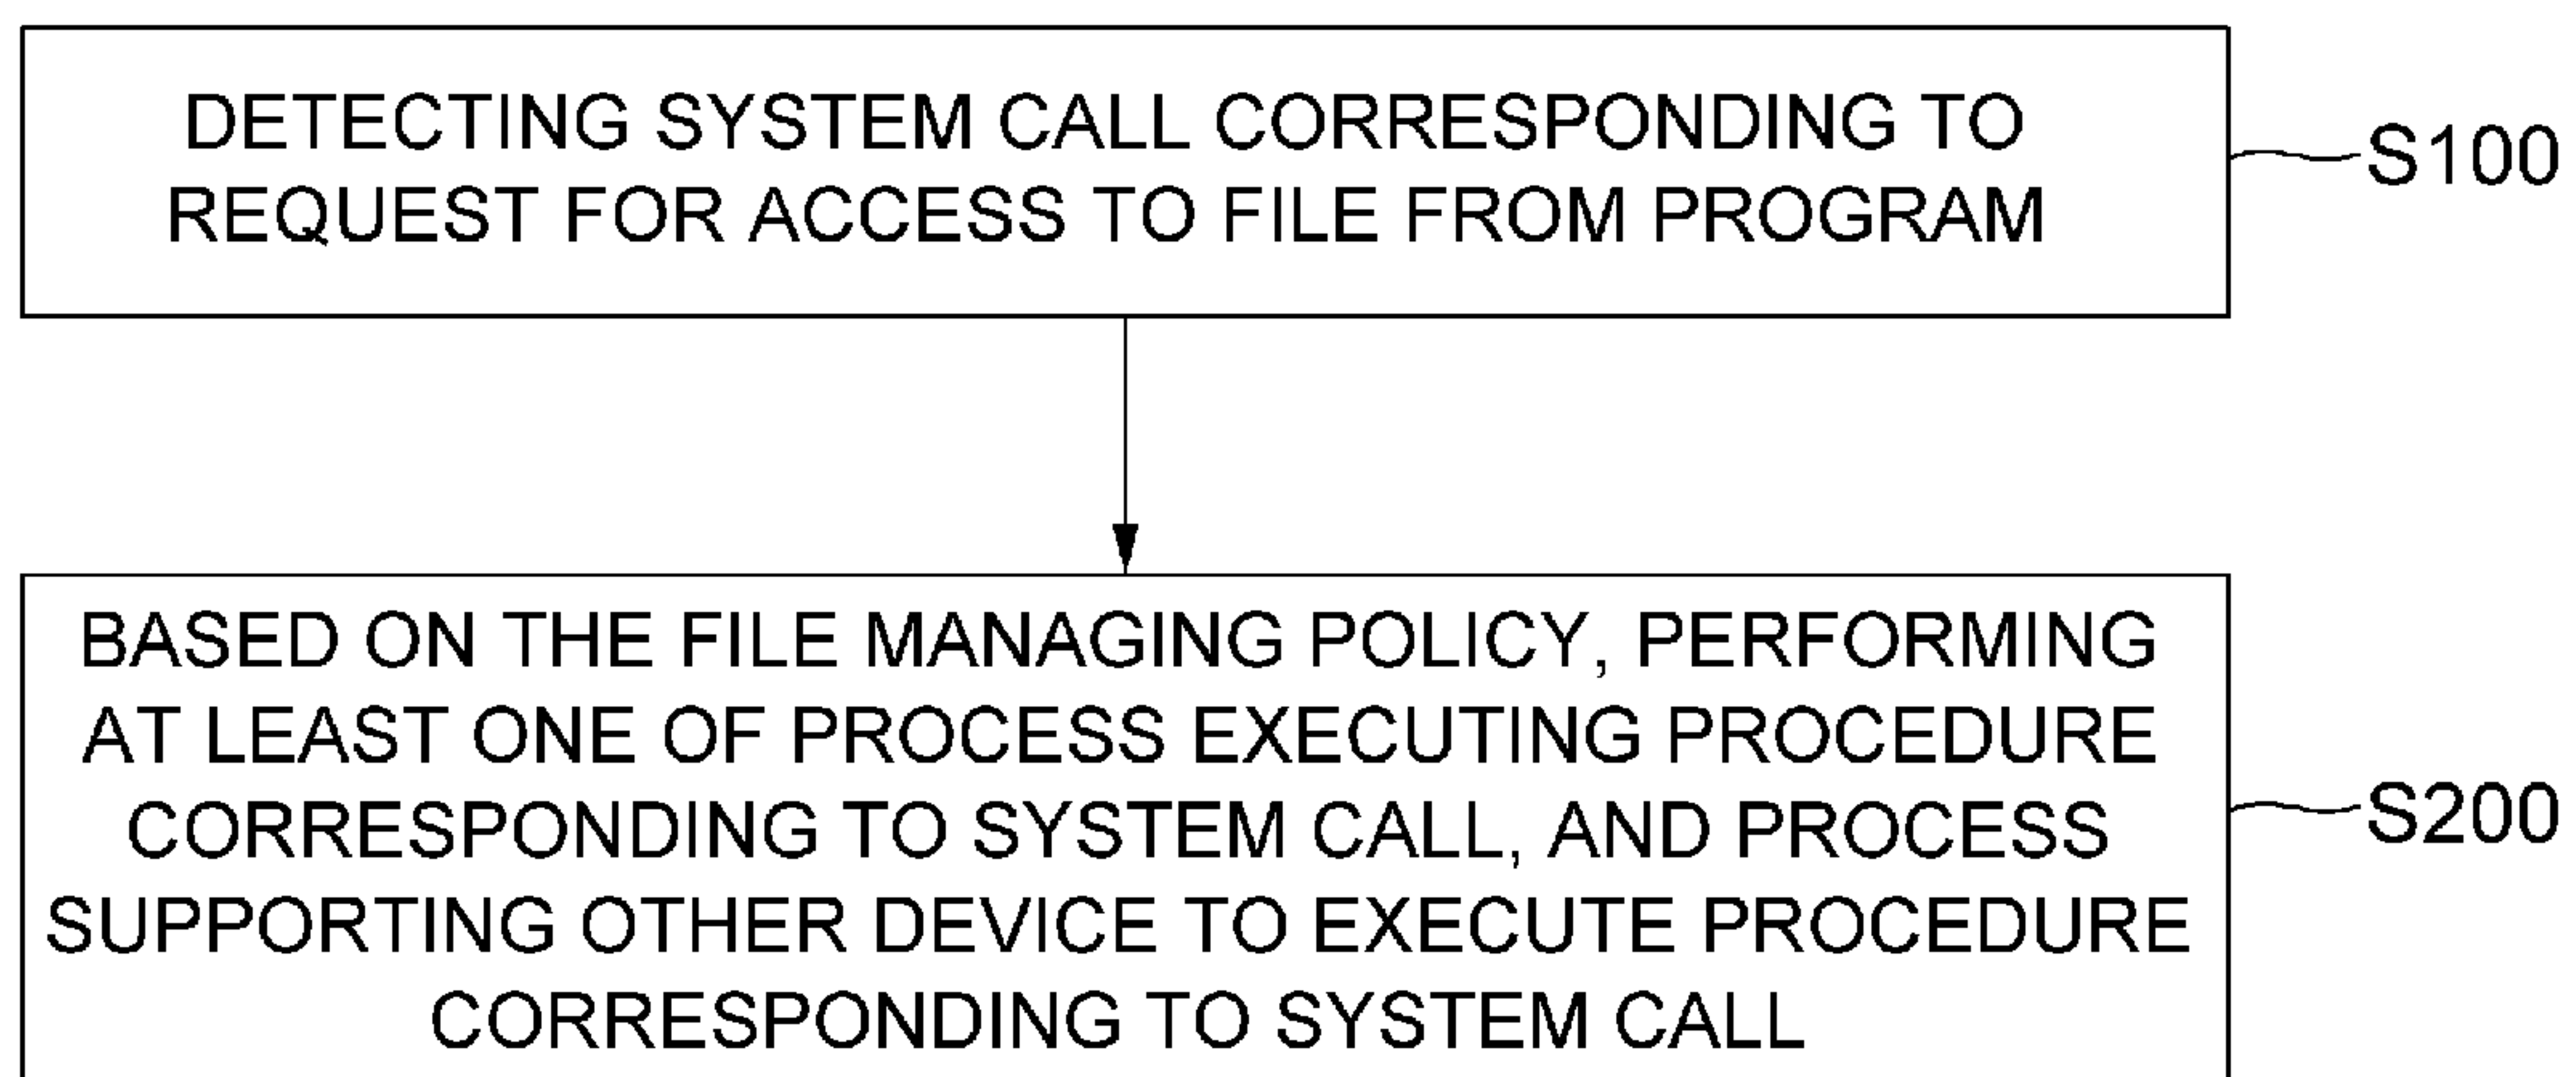 DETECTING SYSTEM CALL CORRESPONDING TO
REQUEST FOR ACCESS TO FILE FROM PROGRAM
S100
BASED ON THE FILE MANAGING POLICY, PERFORMING
AT LEAST ONE OF PROCESS EXECUTING PROCEDURE
CORRESPONDING TO SYSTEM CALL, AND PROCESS
SUPPORTING OTHER DEVICE TO EXECUTE PROCEDURE
CORRESPONDING TO SYSTEM CALL
S200